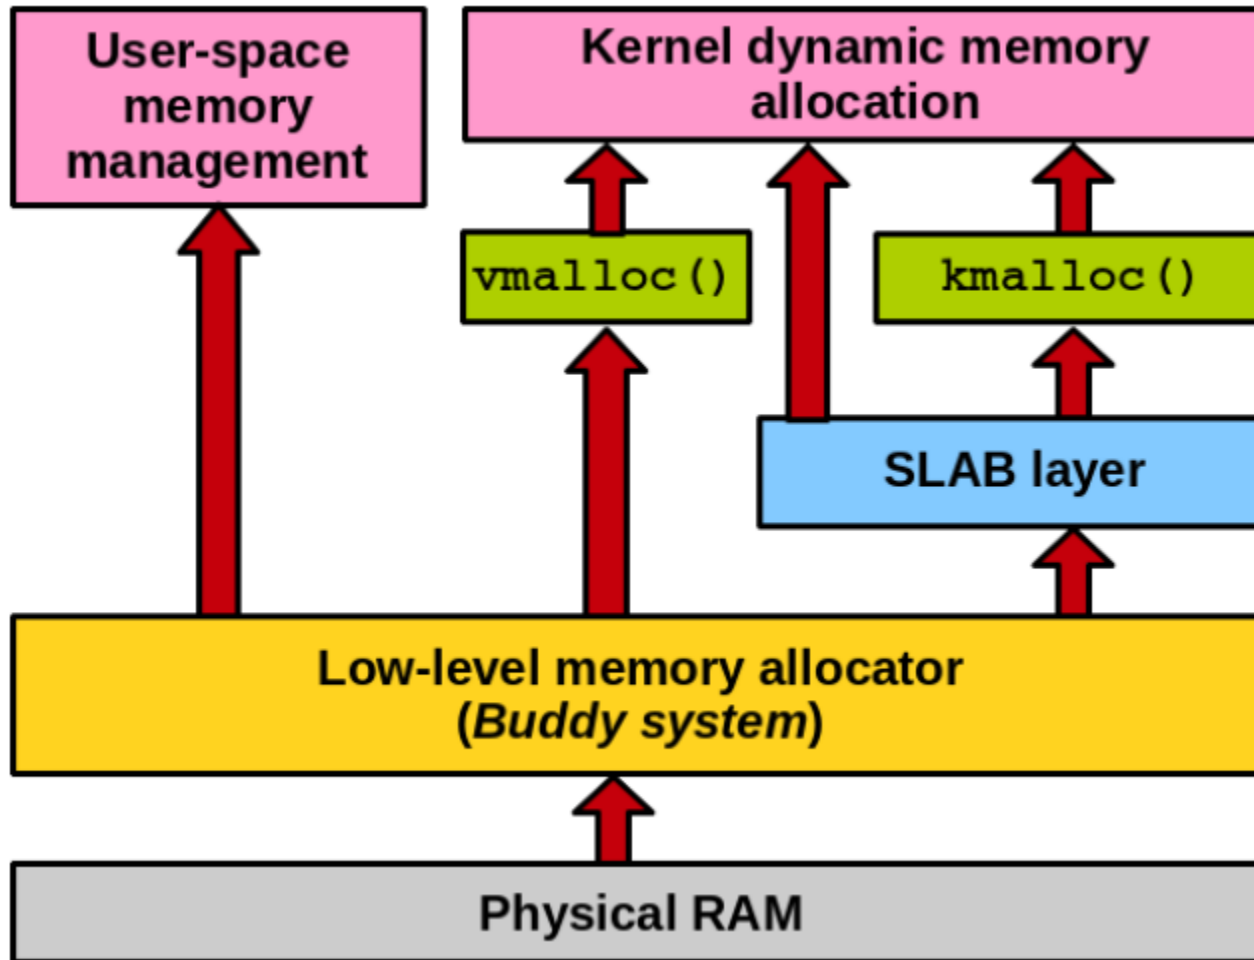 User-space
memory
management
Kernel dynamic memory
allocation
vmalloc()
kmalloc()
SLAB layer
Low-level memory allocator
(Buddy system)
Physical RAM